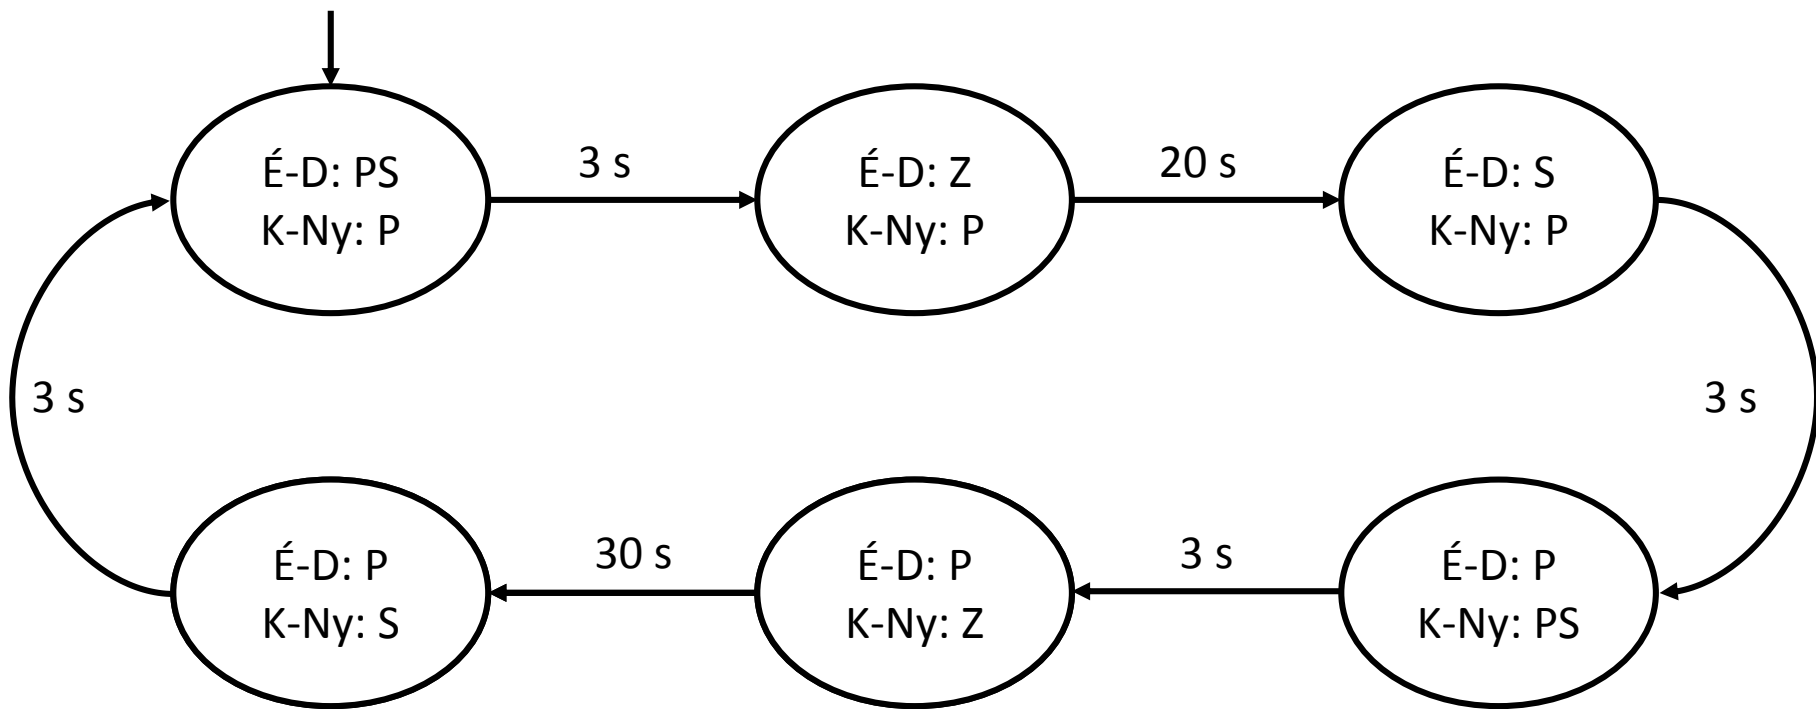 É-D: PS
K-Ny: P
3 s
É-D: Z
K-Ny: P
20 s
É-D: S
K-Ny: P
3 s
3 s
É-D: P
K-Ny: S
30 s
É-D: P
K-Ny: Z
3 s
É-D: P
K-Ny: PS